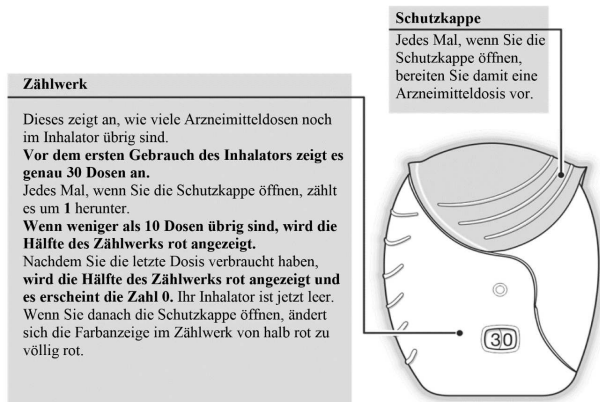 Schutzkappe
Jedes Mal, wenn Sie die
Schutzkappe öffnen,
bereiten Sie damit eine
Arzneimitteldosis vor.
Zählwerk
Dieses zeigt an, wie viele Arzneimitteldosen noch
im Inhalator übrig sind.
Vor dem ersten Gebrauch des Inhalators zeigt es
genau 30 Dosen an.
Jedes Mal, wenn Sie die Schutzkappe öffnen, zählt
es um 1 herunter.
Wenn weniger als 10 Dosen übrig sind, wird die
Hälfte des Zählwerks rot angezeigt.
Nachdem Sie die letzte Dosis verbraucht haben,
wird die Hälfte des Zählwerks rot angezeigt und
es erscheint die Zahl 0. Ihr Inhalator ist jetzt leer.
Wenn Sie danach die Schutzkappe öffnen, ändert
sich die Farbanzeige im Zählwerk von halb rot zu
völlig rot.
30